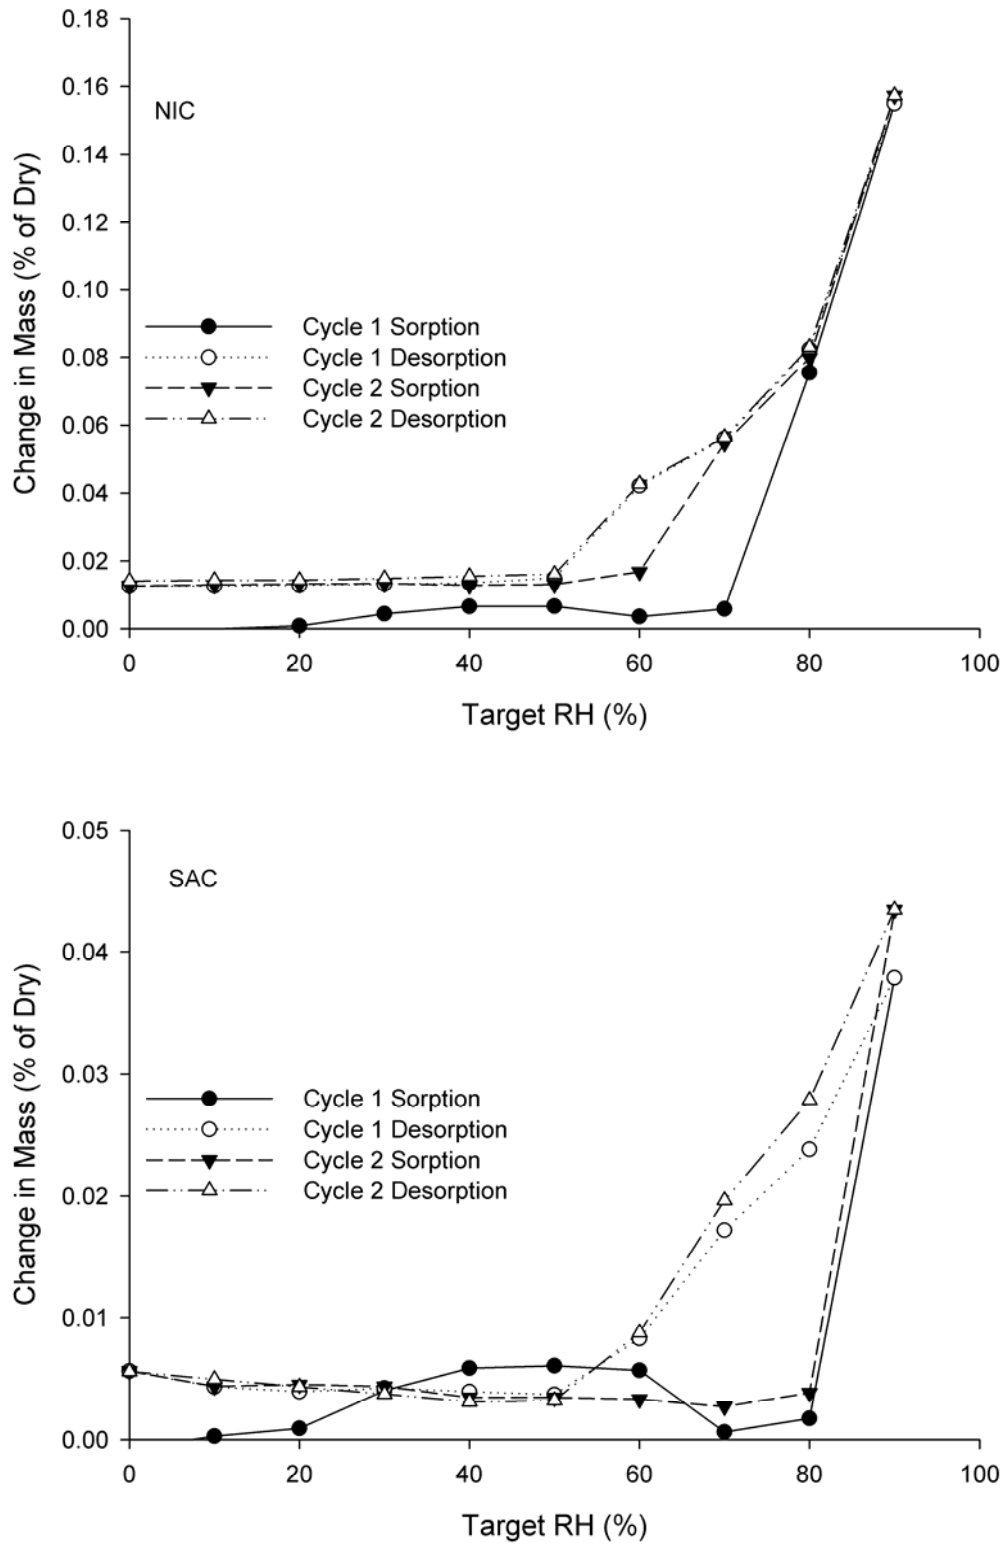 0.18
0.16
NIC
0.14
0.12
0.10
0.08
0.06
0.04
0.02
0.00
Change in Mass (% of Dry)
Cycle 1 Sorption
Cycle 1 Desorption
Cycle 2 Sorption
Cycle 2 Desorption
0 20 40 60 80 100
Target RH (%)
0.05
SAC
0.04
0.03
0.02
0.01
0.00
Change in Mass (% of Dry)
Cycle 1 Sorption
Cycle 1 Desorption
Cycle 2 Sorption
Cycle 2 Desorption
0 20 40 60 80 100
Target RH (%)